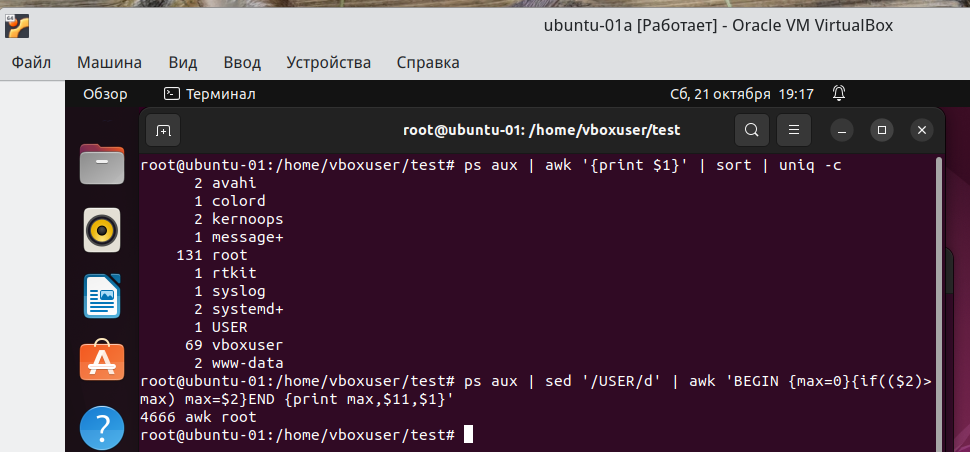 ubuntu-01a [Работает] - Oracle VM VirtualBox
Файл Машина Вид Ввод Устройства Справка
Обзор Терминал Сб, 21 октября 19:17
root@ubuntu-01: /home/vboxuser/test
root@ubuntu-01:/home/vboxuser/test# ps aux | awk '{print $1}' | sort | uniq -c
2 avahi
1 colord
2 kernoops
1 message+
131 root
1 rtkit
1 syslog
2 systemd+
1 USER
69 vboxuser
2 www-data
root@ubuntu-01:/home/vboxuser/test# ps aux | sed '/USER/d' | awk 'BEGIN {max=0}{if(($2)>
max) max=$2}END {print max,$11,$1}'
4666 awk root
root@ubuntu-01:/home/vboxuser/test#